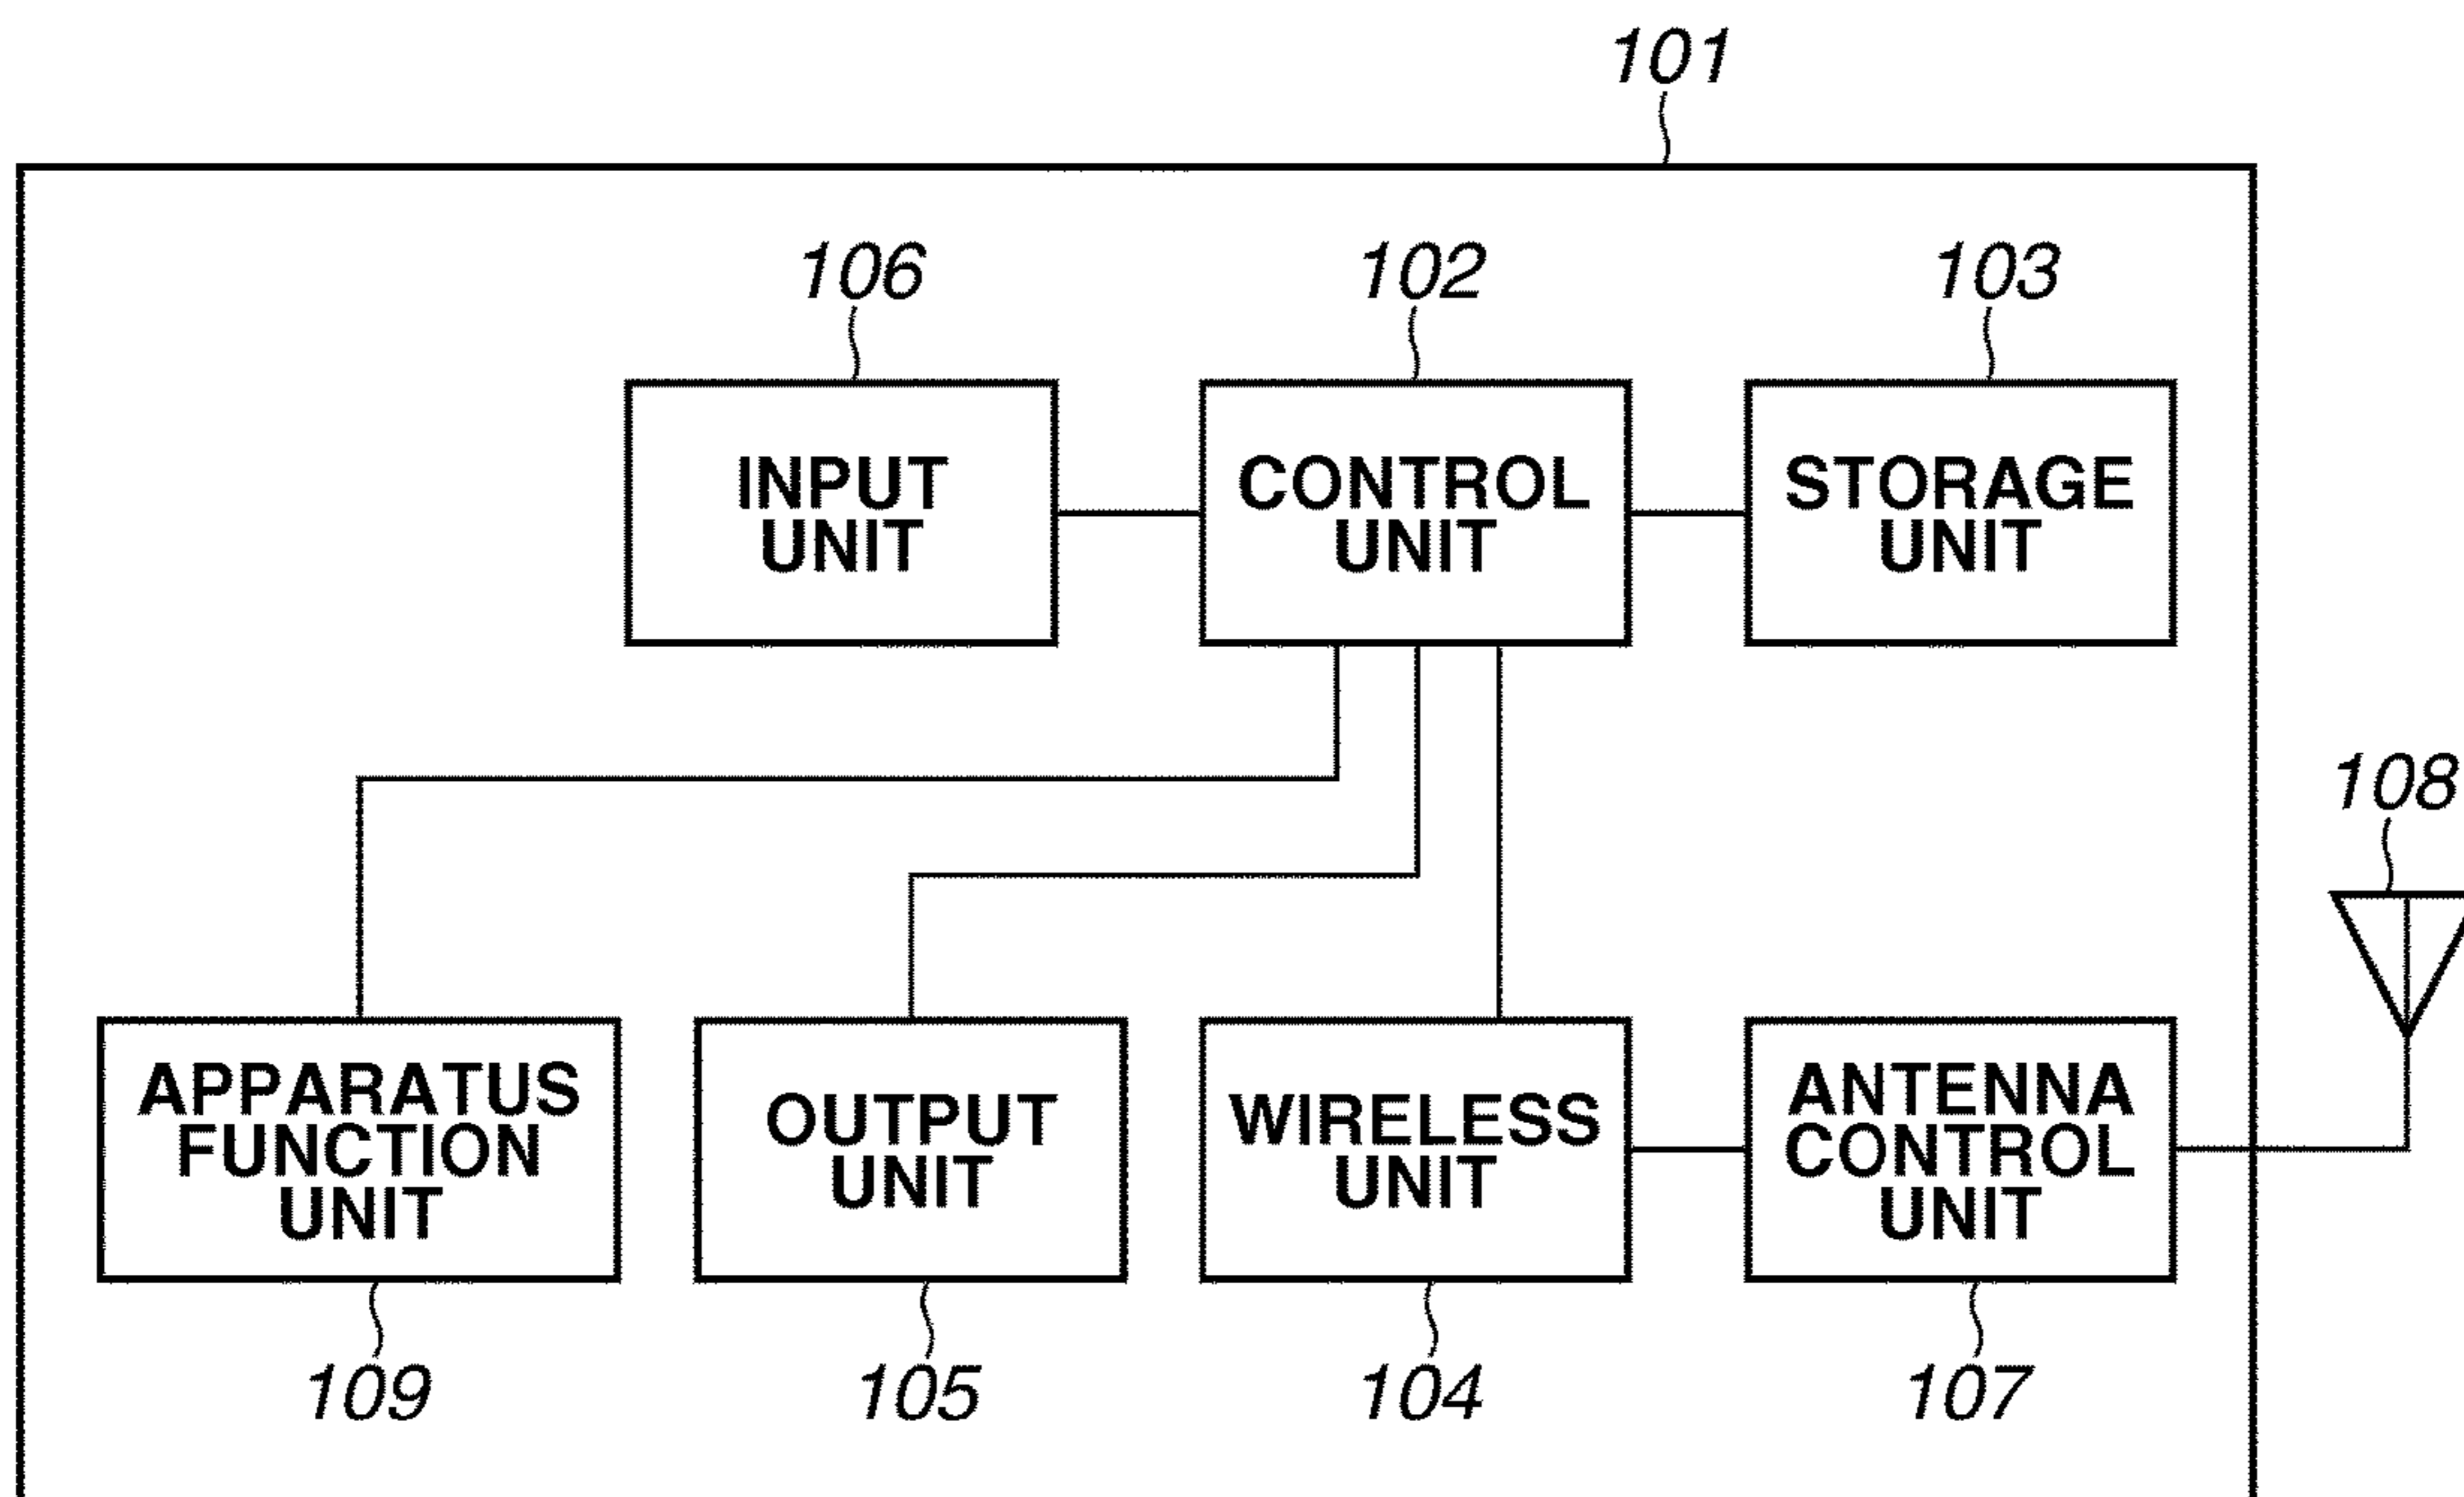 101
106
102
103
INPUT
UNIT
CONTROL
UNIT
STORAGE
UNIT
108
APPARATUS
FUNCTION
UNIT
OUTPUT
UNIT
WIRELESS
UNIT
ANTENNA
CONTROL
UNIT
109
105
104
107